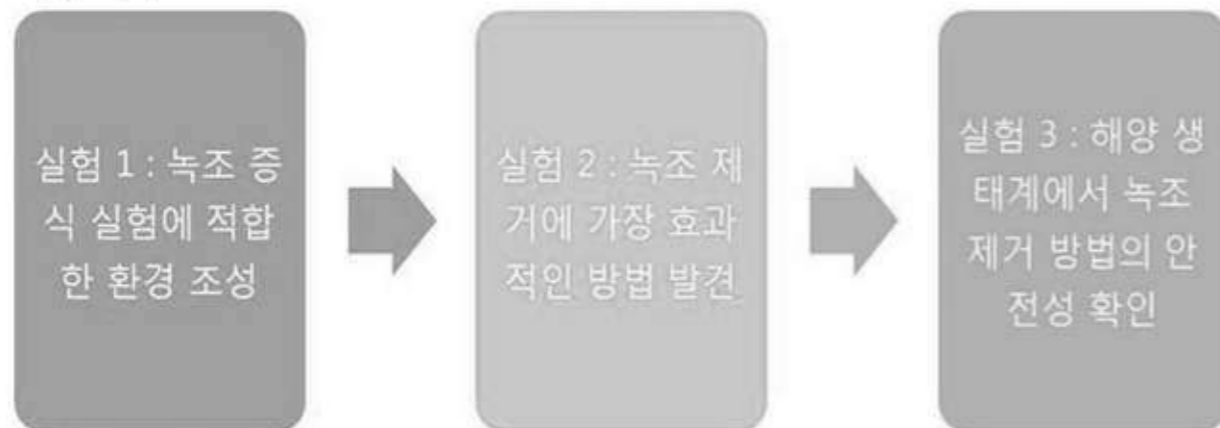 실험 1 : 녹조 증
식 실험에 적합
한 환경 조성
실험 2 : 녹조 제
거에 가장 효과
적인 방법 발견
실험 3 : 해양 생
태계에서 녹조
제거 방법의 안
전성 확인